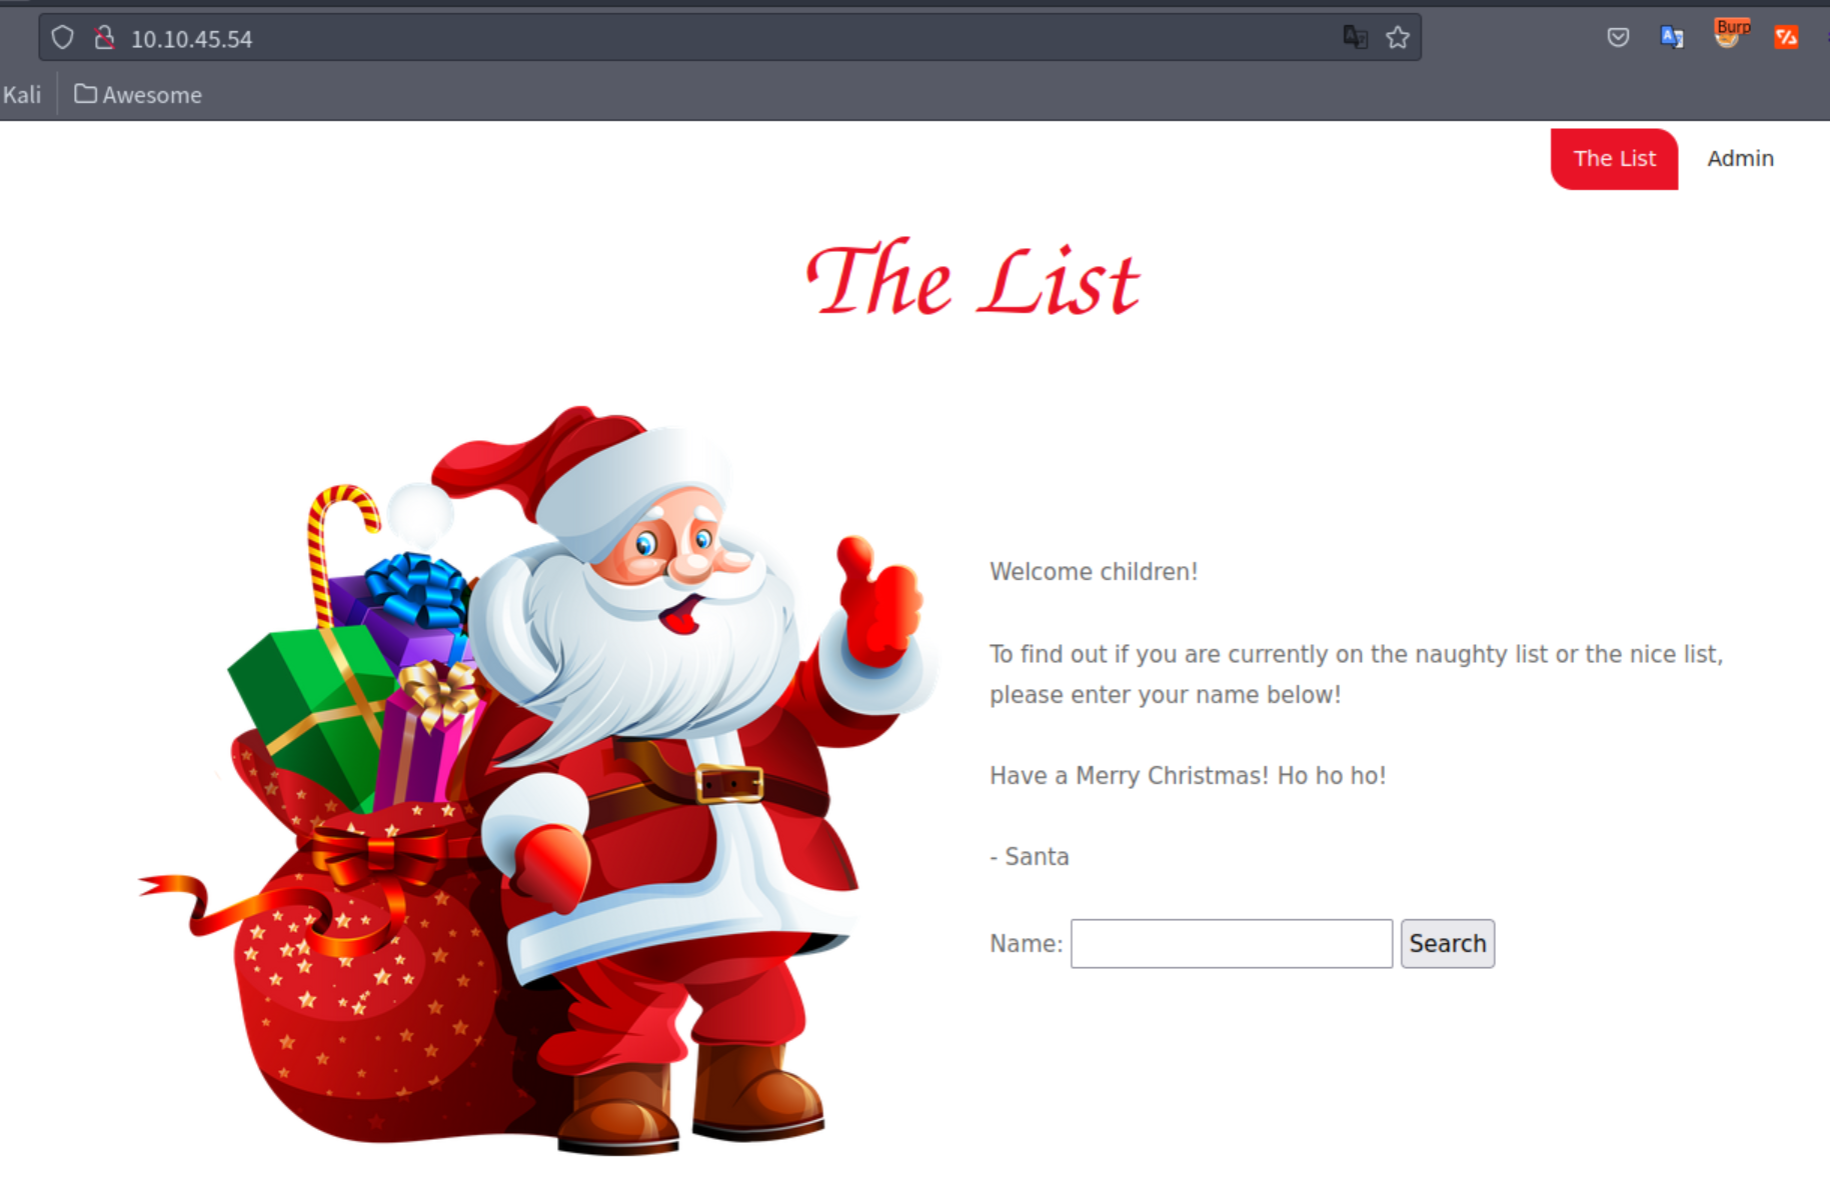 10.10.45.54
Burp
Kali
Awesome
The List
Admin
The List
Welcome children!
To find out if you are currently on the naughty list or the nice list,
please enter your name below!
Have a Merry Christmas! Ho ho ho!
- Santa
Name:
Search